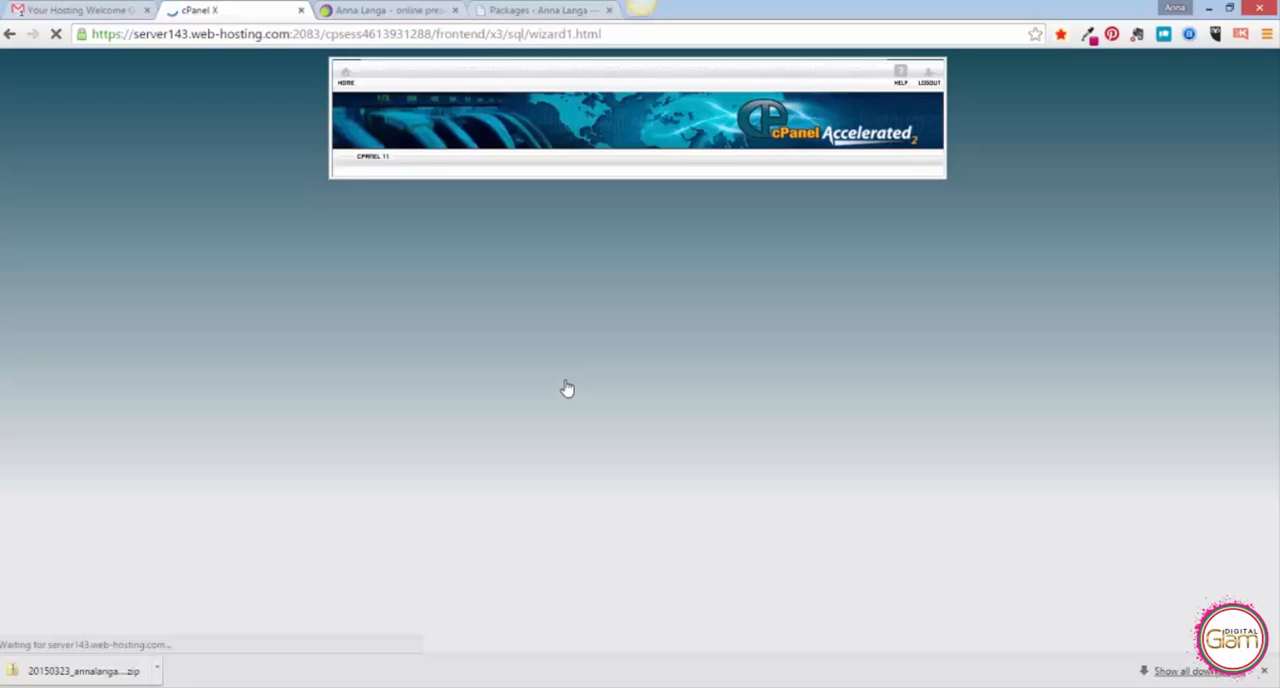 Your Hosting Welcome
cPanel X
Anna Langa - online pres
Packages - Anna Langa —
Anna
https://server143.web-hosting.com:2083/cpsess4613931288/frontend/x3/sql/wizard1.html
HOME
HELP
LOGOUT
cPanel Accelerated 2
CPANEL 11
Waiting for server143.web-hosting.com...
20150323_annalanga....zip
Show all
DIGITAL
Glam